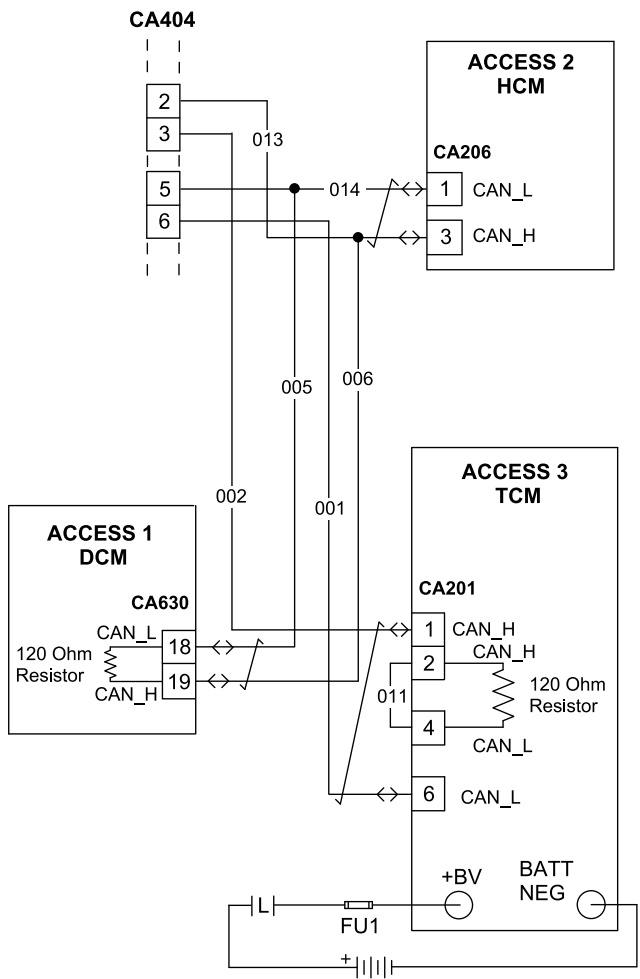 CA404
2
3
5
6
013
014
ACCESS 2
HCM
CA206
1 CAN_L
3 CAN_H
005
006
002
001
ACCESS 1
DCM
CA630
CAN_L
18
120 Ohm
Resistor
CAN_H
19
ACCESS 3
TCM
CA201
1 CAN_H
2 CAN_H
011
120 Ohm
Resistor
4 CAN_L
6 CAN_L
+BV
BATT
NEG
L
FU1
+